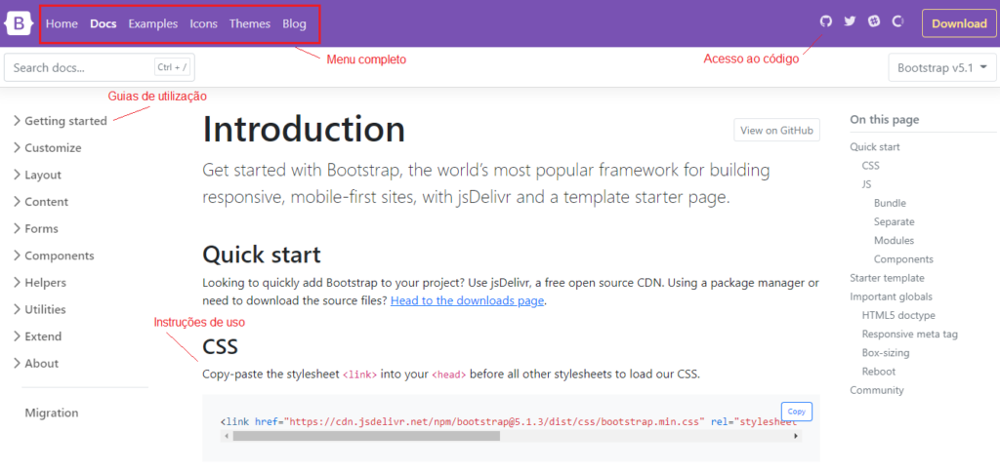 B Home Docs Examples Icons Themes Blog Download
Menu completo
Acesso ao código
Search docs... Ctrl + / Bootstrap v5.1
Guias de utilização
Getting started
Customize
Layout
Content
Forms
Components
Helpers
Utilities
Extend
About
Migration
Introduction
View on GitHub
Get started with Bootstrap, the world's most popular framework for building
responsive, mobile-first sites, with jsDelivr and a template starter page.
Quick start
Looking to quickly add Bootstrap to your project? Use jsDelivr, a free open source CDN. Using a package manager or
need to download the source files? Head to the downloads page.
Instruções de uso
CSS
Copy-paste the stylesheet <link> into your <head> before all other stylesheets to load our CSS.
Copy
<link href="https://cdn.jsdelivr.net/npm/bootstrap@5.1.3/dist/css/bootstrap.min.css" rel="stylesheet"
On this page
Quick start
CSS
JS
Bundle
Separate
Modules
Components
Starter template
Important globals
HTML5 doctype
Responsive meta tag
Box-sizing
Reboot
Community